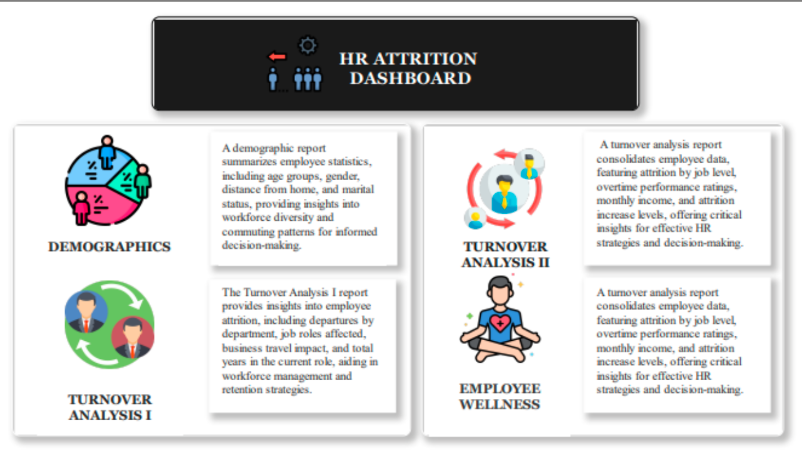 HR ATTRITION
DASHBOARD
A demographic report
summarizes employee statistics,
including age groups, gender,
distance from home, and marital
status, providing insights into
workforce diversity and
commuting patterns for informed
decision-making.
DEMOGRAPHICS
The Turnover Analysis I report
provides insights into employee
attrition, including departures by
department, job roles affected,
business travel impact, and total
years in the current role, aiding in
workforce management and
retention strategies.
TURNOVER
ANALYSIS I
A turnover analysis report
consolidates employee data,
featuring attrition by job level,
overtime performance ratings,
monthly income, and attrition
increase levels, offering critical
insights for effective HR
strategies and decision-making.
TURNOVER
ANALYSIS II
A turnover analysis report
consolidates employee data,
featuring attrition by job level,
overtime performance ratings,
monthly income, and attrition
increase levels, offering critical
insights for effective HR
strategies and decision-making.
EMPLOYEE
WELLNESS